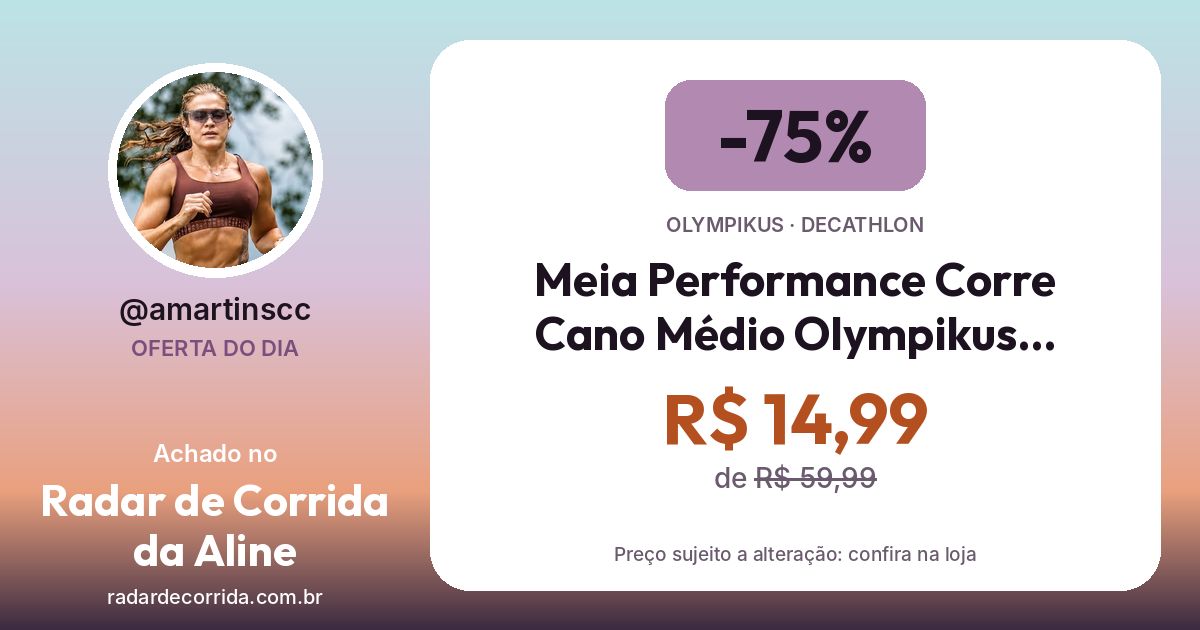 @amartinscc
OFERTA DO DIA
Achado no
Radar de Corrida
da Aline
radardecorrida.com.br
-75%
OLYMPIKUS · DECATHLON
Meia Performance Corre
Cano Médio Olympikus...
R$ 14,99
de R$ 59,99
Preço sujeito a alteração: confira na loja